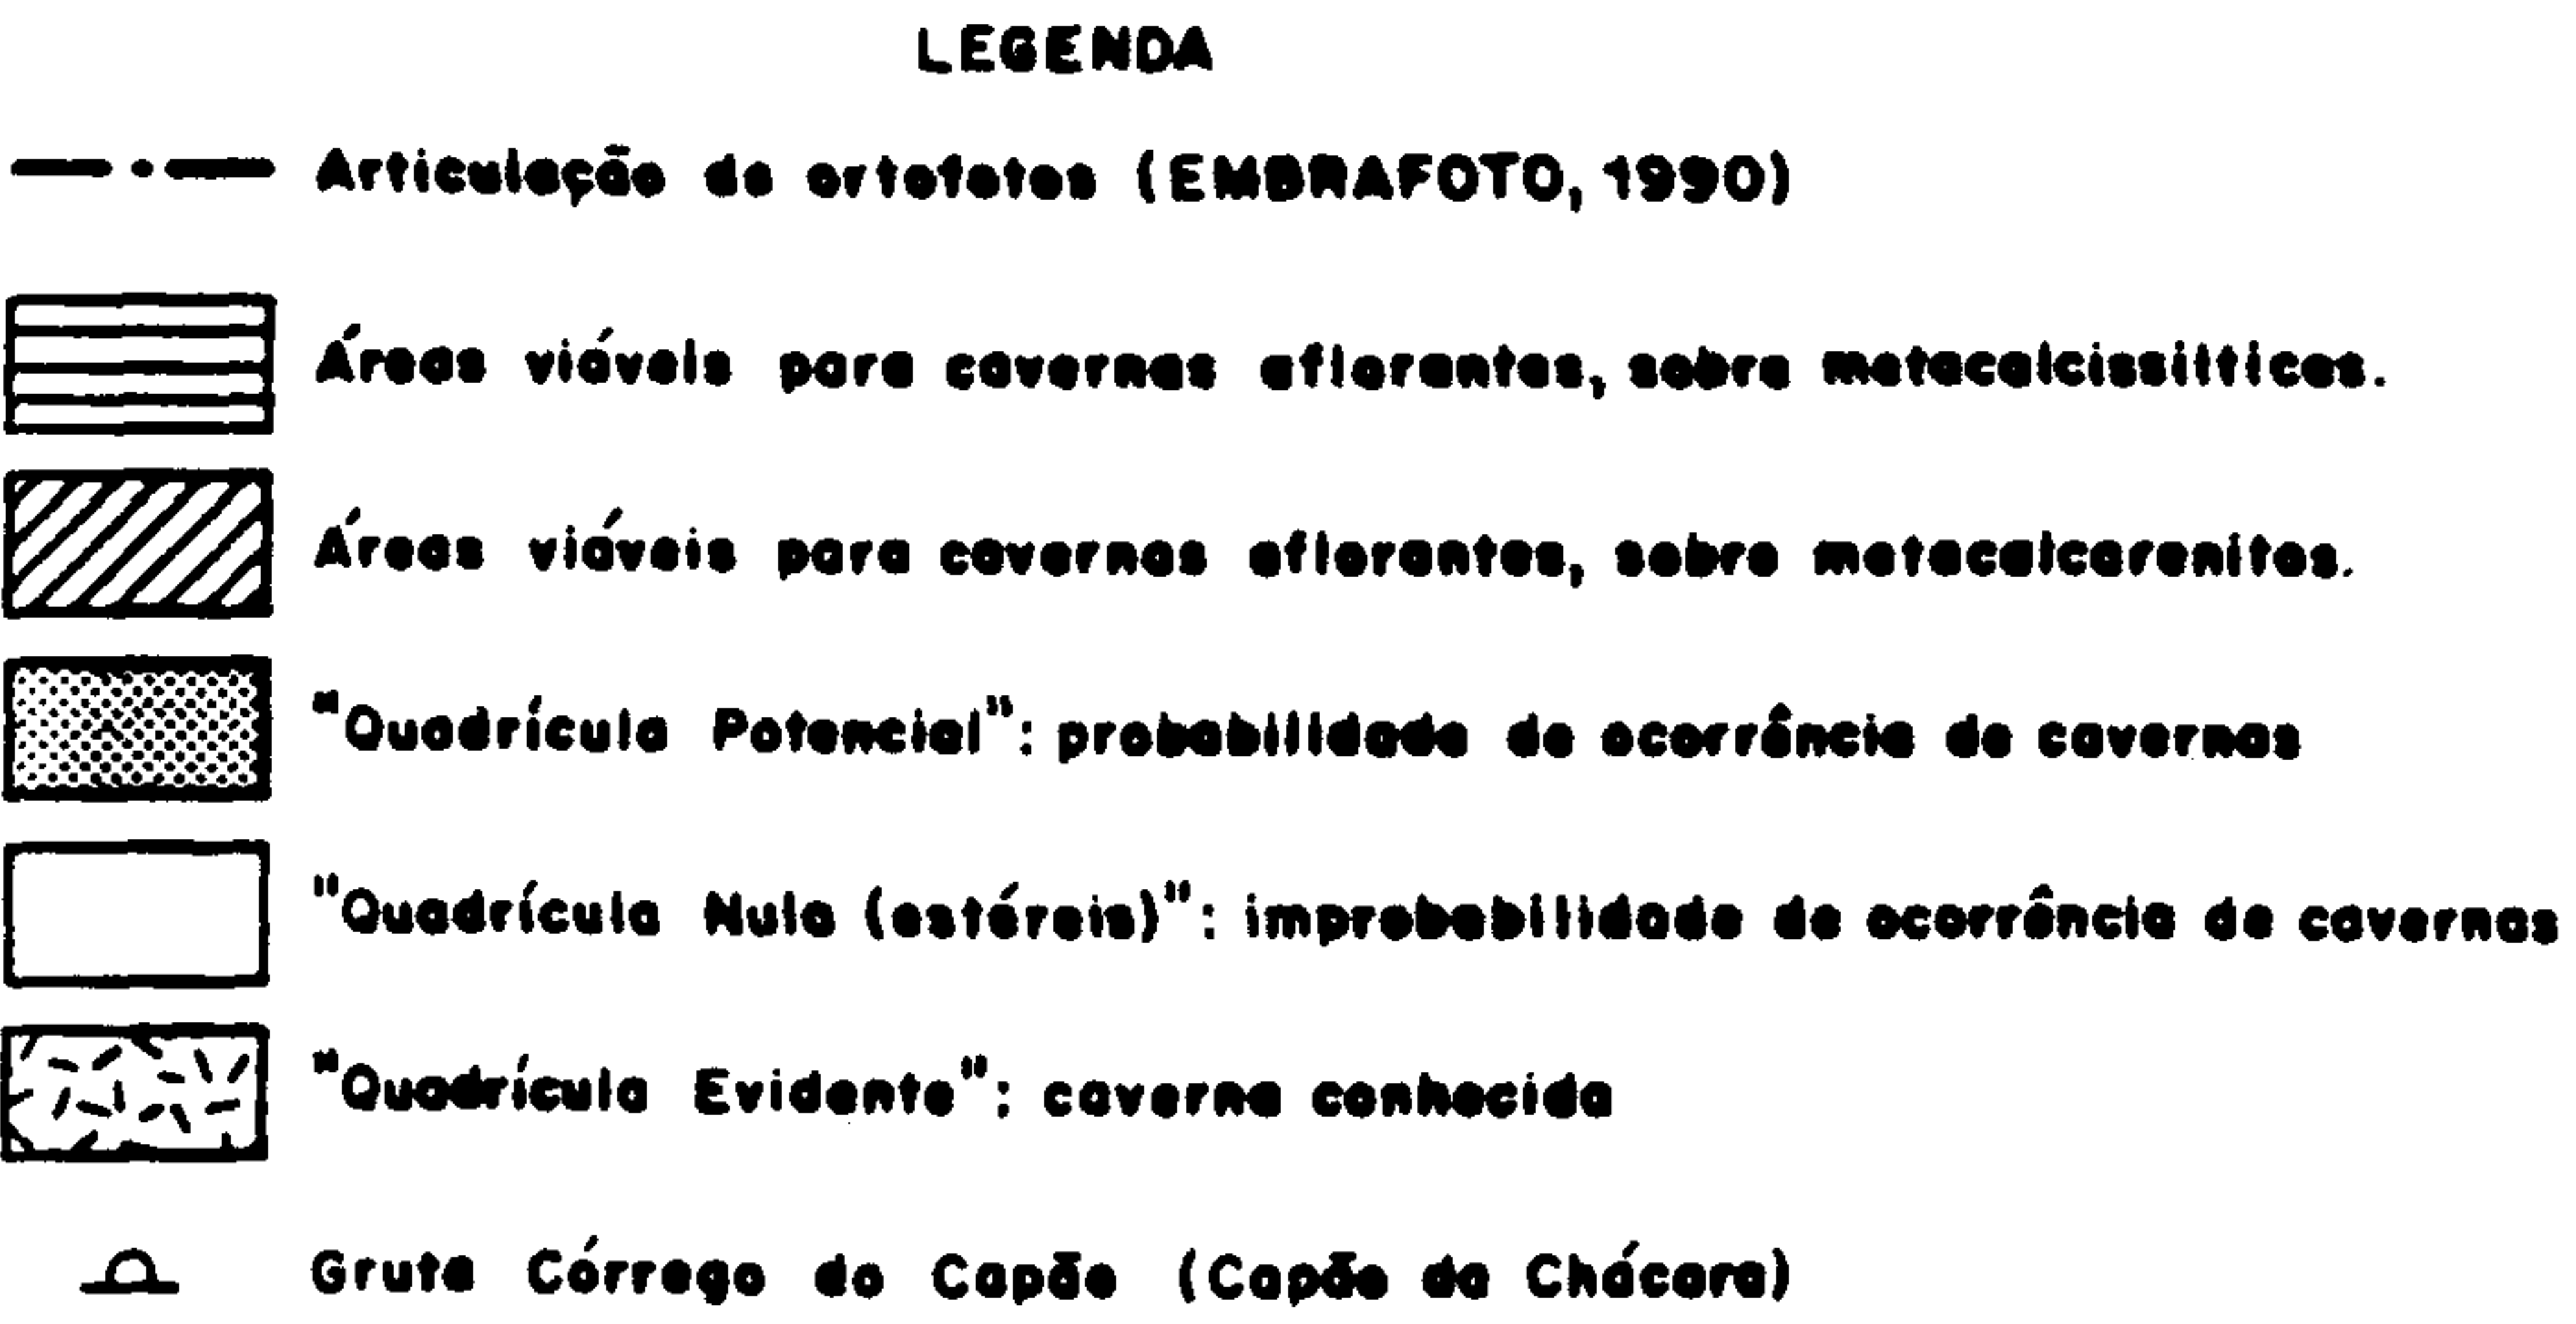 LEGENDA
Articulação de ortofotos (EMBRAFOTO, 1990)
Áreas viáveis para cavernas aflorantes, sobre metacalcissiltticos.
Áreas viáveis para cavernas aflorantes, sobre metacalcarenitos.
"Quadrícula Potencial": probabilidade de ocorrência de cavernas
"Quadrícula Nula (estéreis)": improbabilidade de ocorrência de cavernas
"Quadrícula Evidente": caverna conhecida
Gruta Córrego do Capão (Capão da Chácara)